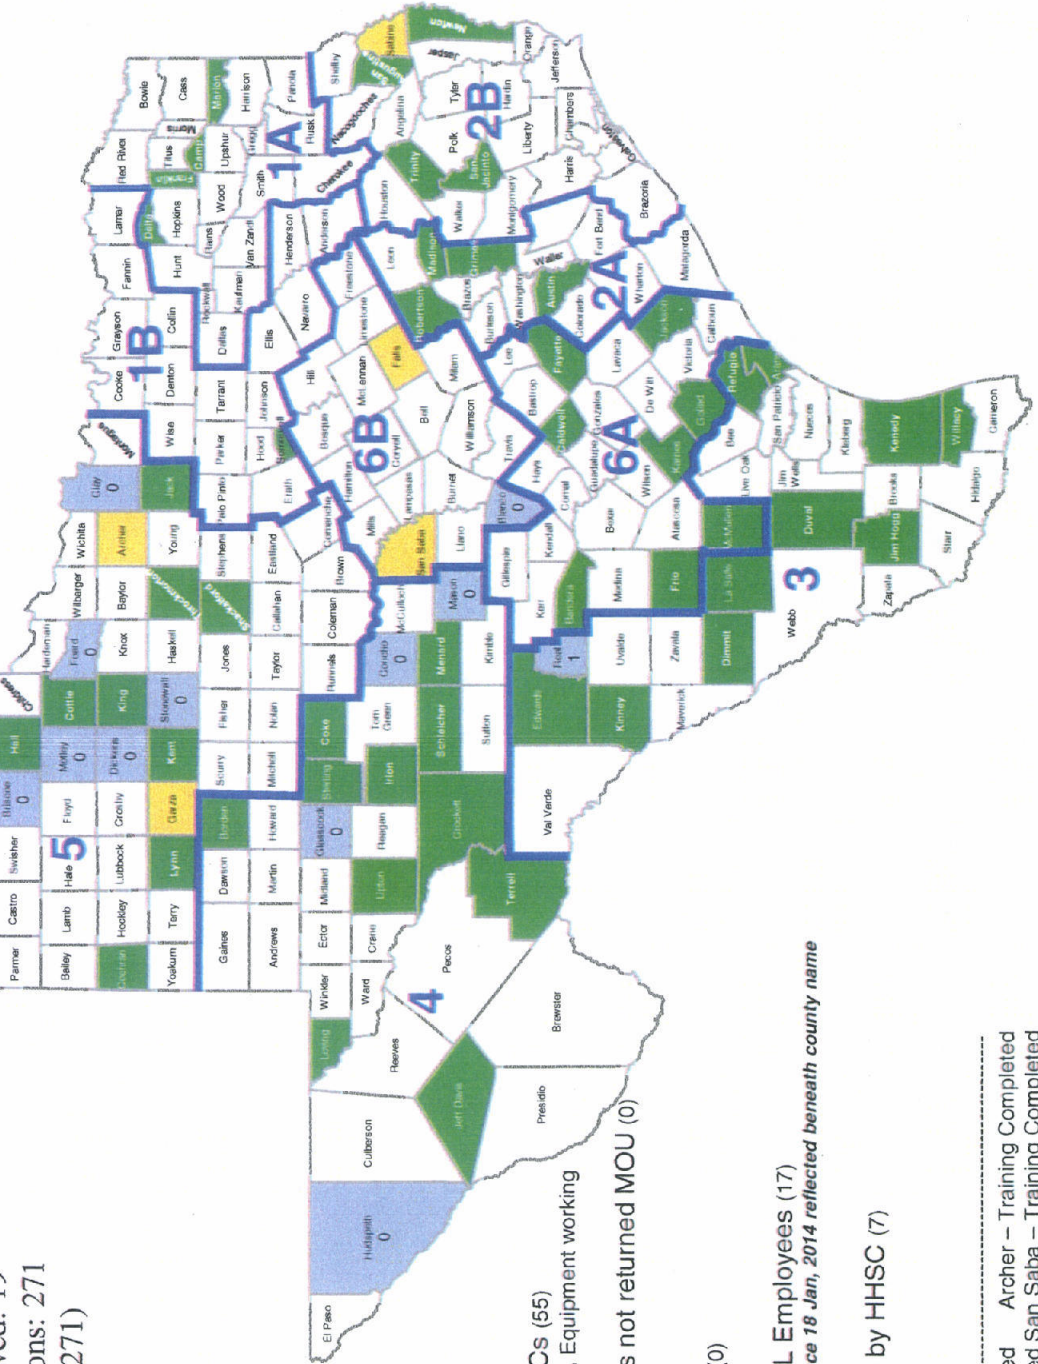 ved: 19
ons: 271
271)
Cs (55)
Equipment working
s not returned MOU (0)
(0)
L Employees (17)
ce 18 Jan, 2014 reflected beneath county name
by HHSC (7)
ed Archer – Training Completed
ed San Saba – Training Completed
Parmer
Castro
Swisher
Briscoe
0
Hall
Childress
Bailey
Lamb
Hale
5
Floyd
Motley
0
Cottle
Foard
0
Hardeman
Wilbarger
Wichita
Clay
0
Montague
Cochran
Hockley
Lubbock
Crosby
Dickens
0
King
Knox
Baylor
Archer
Yoakum
Terry
Lynn
Garza
Kent
Stonewall
0
Haskell
Throckmorton
Young
Jack
Cooke
Grayson
Fannin
Lamar
Red River
Bowie
1B
Wise
Denton
Collin
Hunt
Delta
Hopkins
Franklin
Titus
Morris
Cass
Camp
Marion
Gaines
Dawson
Borden
Scurry
Fisher
Jones
Shackelford
Stephens
Palo Pinto
Parker
Tarrant
Dallas
Rockwall
Kaufman
Rains
Van Zandt
Wood
Upshur
Gregg
Harrison
Smith
1A
Rusk
Panola
Andrews
Martin
Howard
Mitchell
Nolan
Taylor
Callahan
Eastland
Erath
Hood
Somervell
Johnson
Ellis
Navarro
Henderson
Anderson
Cherokee
Nacogdoches
Shelby
El Paso
Hudspeth
0
Culberson
Loving
Winkler
Ector
Midland
Glasscock
0
Sterling
Coke
Runnels
Coleman
Brown
Comanche
Hamilton
Bosque
Hill
Freestone
Reeves
Ward
Crane
Upton
Reagan
Irion
Tom Green
Concho
0
McCulloch
San Saba
Mills
Lampasas
Coryell
6B
McLennan
Limestone
Falls
Leon
Houston
Angelina
San Augustine
Sabine
Newton
Jasper
Jeff Davis
4
Pecos
Crockett
Schleicher
Menard
Mason
0
Llano
Burnet
Bell
Milam
Robertson
Madison
Trinity
Walker
Polk
Tyler
2B
Hardin
Orange
Presidio
Brewster
Terrell
Sutton
Kimble
Gillespie
Blanco
0
Williamson
Travis
Lee
Burleson
Brazos
Grimes
Washington
Montgomery
San Jacinto
Liberty
Jefferson
Chambers
Val Verde
Edwards
Real
1
Kerr
Kendall
Bandera
Comal
Hays
Caldwell
Bastrop
Fayette
Austin
Waller
Harris
Galveston
Kinney
Uvalde
Medina
Bexar
Guadalupe
6A
Gonzales
Lavaca
Colorado
2A
Fort Bend
Brazoria
Wharton
Matagorda
Maverick
Zavala
Frio
Atascosa
Wilson
Karnes
De Witt
Victoria
Jackson
Calhoun
Goliad
Dimmit
La Salle
McMullen
Live Oak
Bee
Refugio
San Patricio
Webb
3
Duval
Jim Wells
Nueces
Kleberg
Zapata
Jim Hogg
Brooks
Kenedy
Starr
Hidalgo
Willacy
Cameron